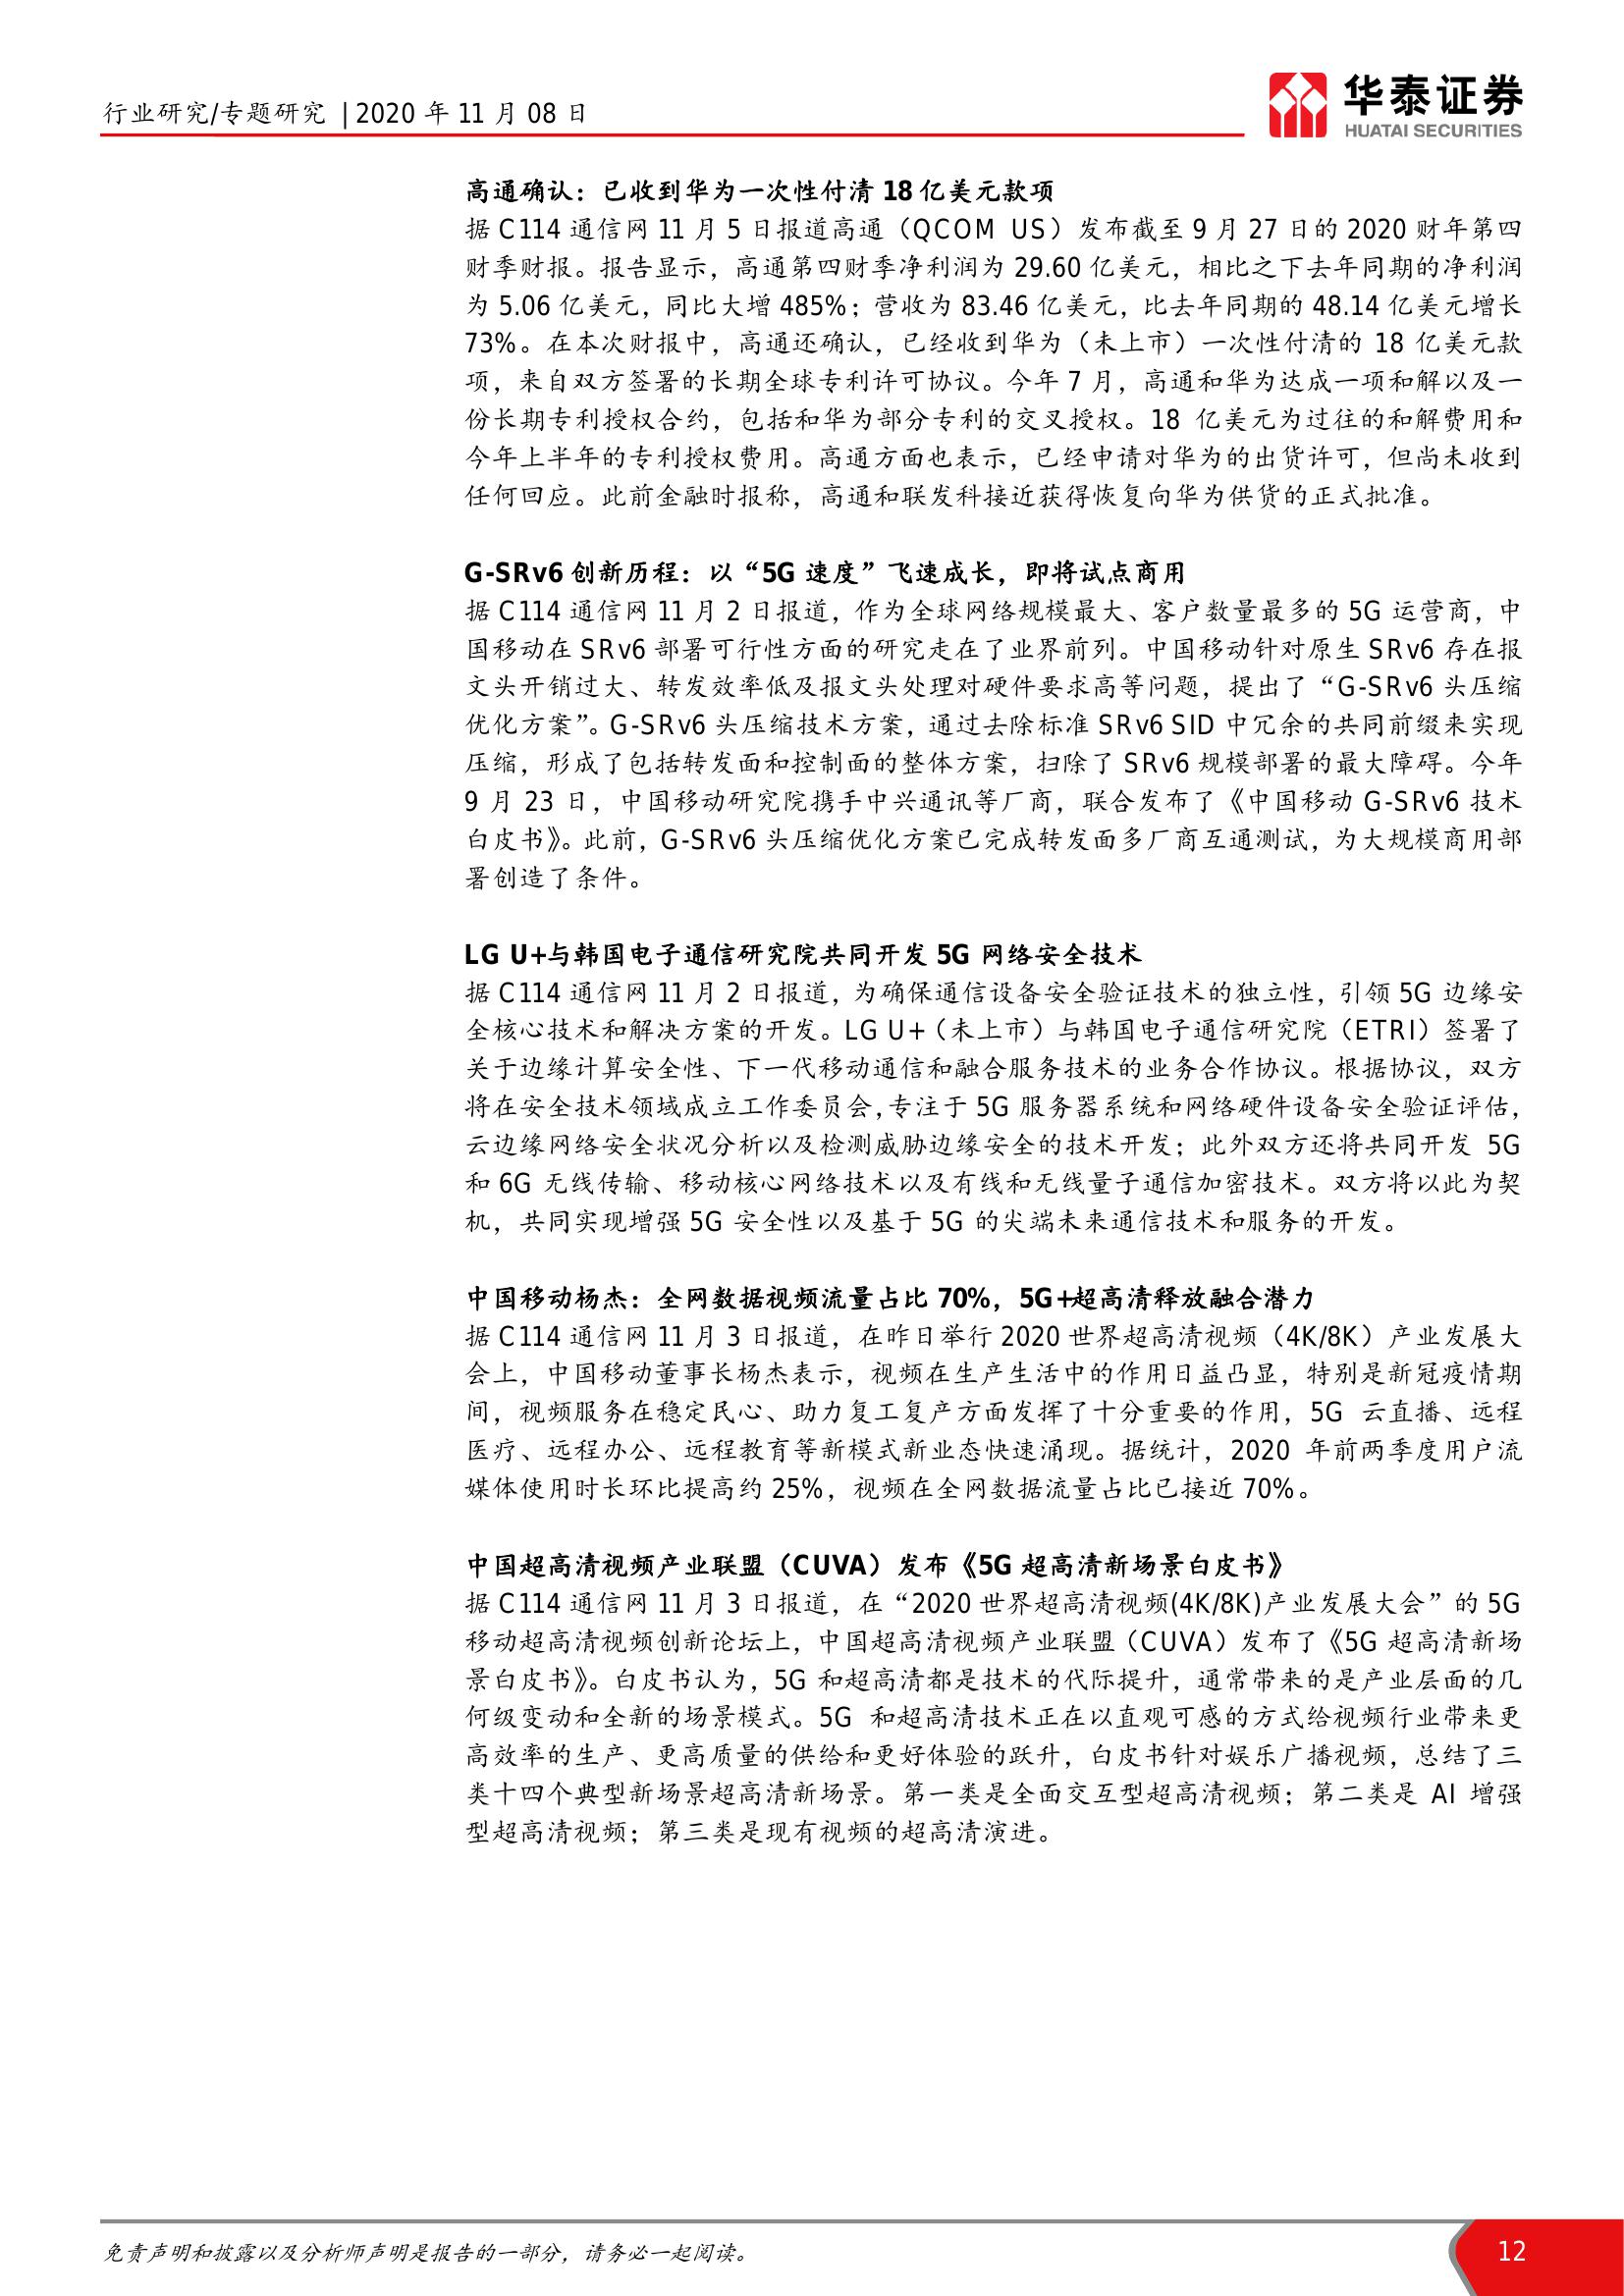 行业研究/专题研究 | 2020 年 11 月 08 日
华泰证券
HUATAI SECURITIES
高通确认：已收到华为一次性付清 18 亿美元款项
据 C114 通信网 11 月 5 日报道高通（QCOM US）发布截至 9 月 27 日的 2020 财年第四
财季财报。报告显示，高通第四财季净利润为 29.60 亿美元，相比之下去年同期的净利润
为 5.06 亿美元，同比大增 485%；营收为 83.46 亿美元，比去年同期的 48.14 亿美元增长
73%。在本次财报中，高通还确认，已经收到华为（未上市）一次性付清的 18 亿美元款
项，来自双方签署的长期全球专利许可协议。今年 7 月，高通和华为达成一项和解以及一
份长期专利授权合约，包括和华为部分专利的交叉授权。18 亿美元为过往的和解费用和
今年上半年的专利授权费用。高通方面也表示，已经申请对华为的出货许可，但尚未收到
任何回应。此前金融时报称，高通和联发科接近获得恢复向华为供货的正式批准。
G-SRv6 创新历程：以“5G 速度”飞速成长，即将试点商用
据 C114 通信网 11 月 2 日报道，作为全球网络规模最大、客户数量最多的 5G 运营商，中
国移动在 SRv6 部署可行性方面的研究走在了业界前列。中国移动针对原生 SRv6 存在报
文头开销过大、转发效率低及报文头处理对硬件要求高等问题，提出了“G-SRv6 头压缩
优化方案”。G-SRv6 头压缩技术方案，通过去除标准 SRv6 SID 中冗余的共同前缀来实现
压缩，形成了包括转发面和控制面的整体方案，扫除了 SRv6 规模部署的最大障碍。今年
9 月 23 日，中国移动研究院携手中兴通讯等厂商，联合发布了《中国移动 G-SRv6 技术
白皮书》。此前，G-SRv6 头压缩优化方案已完成转发面多厂商互通测试，为大规模商用部
署创造了条件。
LG U+与韩国电子通信研究院共同开发 5G 网络安全技术
据 C114 通信网 11 月 2 日报道，为确保通信设备安全验证技术的独立性，引领 5G 边缘安
全核心技术和解决方案的开发。LG U+（未上市）与韩国电子通信研究院（ETRI）签署了
关于边缘计算安全性、下一代移动通信和融合服务技术的业务合作协议。根据协议，双方
将在安全技术领域成立工作委员会，专注于 5G 服务器系统和网络硬件设备安全验证评估，
云边缘网络安全状况分析以及检测威胁边缘安全的技术开发；此外双方还将共同开发 5G
和 6G 无线传输、移动核心网络技术以及有线和无线量子通信加密技术。双方将以此为契
机，共同实现增强 5G 安全性以及基于 5G 的尖端未来通信技术和服务的开发。
中国移动杨杰：全网数据视频流量占比 70%，5G+超高清释放融合潜力
据 C114 通信网 11 月 3 日报道，在昨日举行 2020 世界超高清视频（4K/8K）产业发展大
会上，中国移动董事长杨杰表示，视频在生产生活中的作用日益凸显，特别是新冠疫情期
间，视频服务在稳定民心、助力复工复产方面发挥了十分重要的作用，5G 云直播、远程
医疗、远程办公、远程教育等新模式新业态快速涌现。据统计，2020 年前两季度用户流
媒体使用时长环比提高约 25%，视频在全网数据流量占比已接近 70%。
中国超高清视频产业联盟（CUVA）发布《5G 超高清新场景白皮书》
据 C114 通信网 11 月 3 日报道，在“2020 世界超高清视频(4K/8K)产业发展大会”的 5G
移动超高清视频创新论坛上，中国超高清视频产业联盟（CUVA）发布了《5G 超高清新场
景白皮书》。白皮书认为，5G 和超高清都是技术的代际提升，通常带来的是产业层面的几
何级变动和全新的场景模式。5G 和超高清技术正在以直观可感的方式给视频行业带来更
高效率的生产、更高质量的供给和更好体验的跃升，白皮书针对娱乐广播视频，总结了三
类十四个典型新场景超高清新场景。第一类是全面交互型超高清视频；第二类是 AI 增强
型超高清视频；第三类是现有视频的超高清演进。
免责声明和披露以及分析师声明是报告的一部分，请务必一起阅读。
12